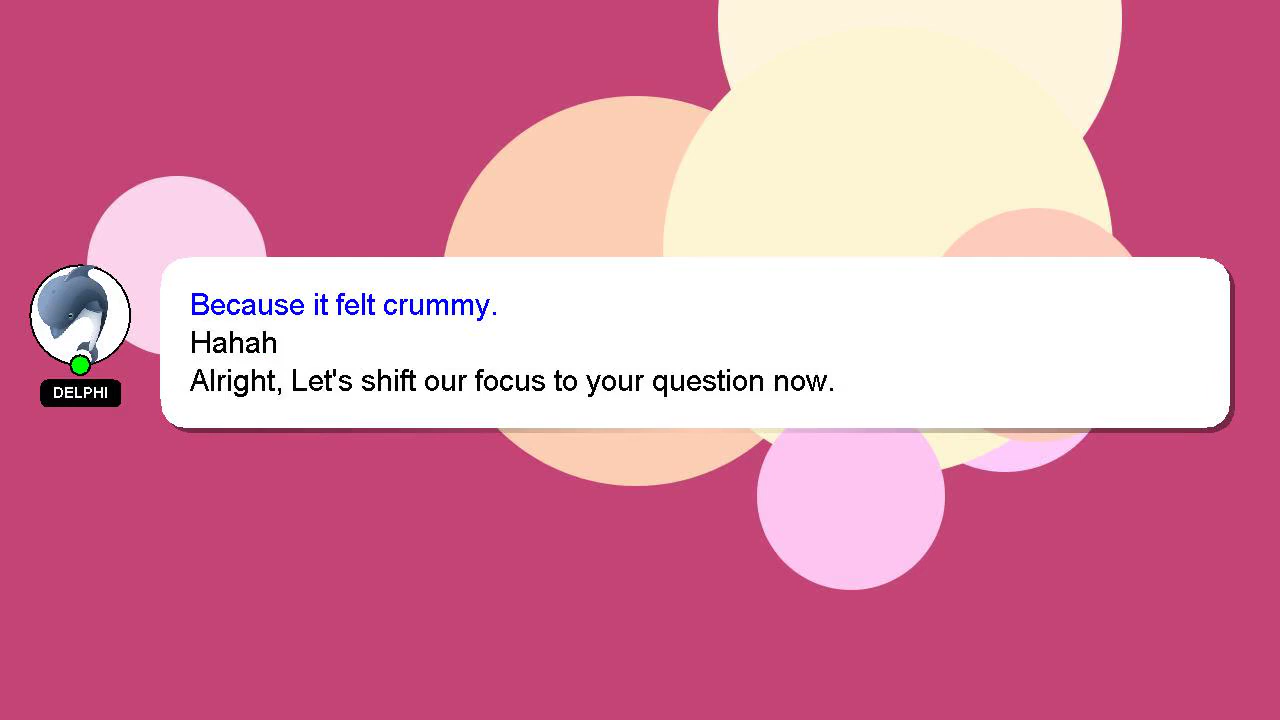 Because it felt crummy.
Hahah
Alright, Let's shift our focus to your question now.
DELPHI